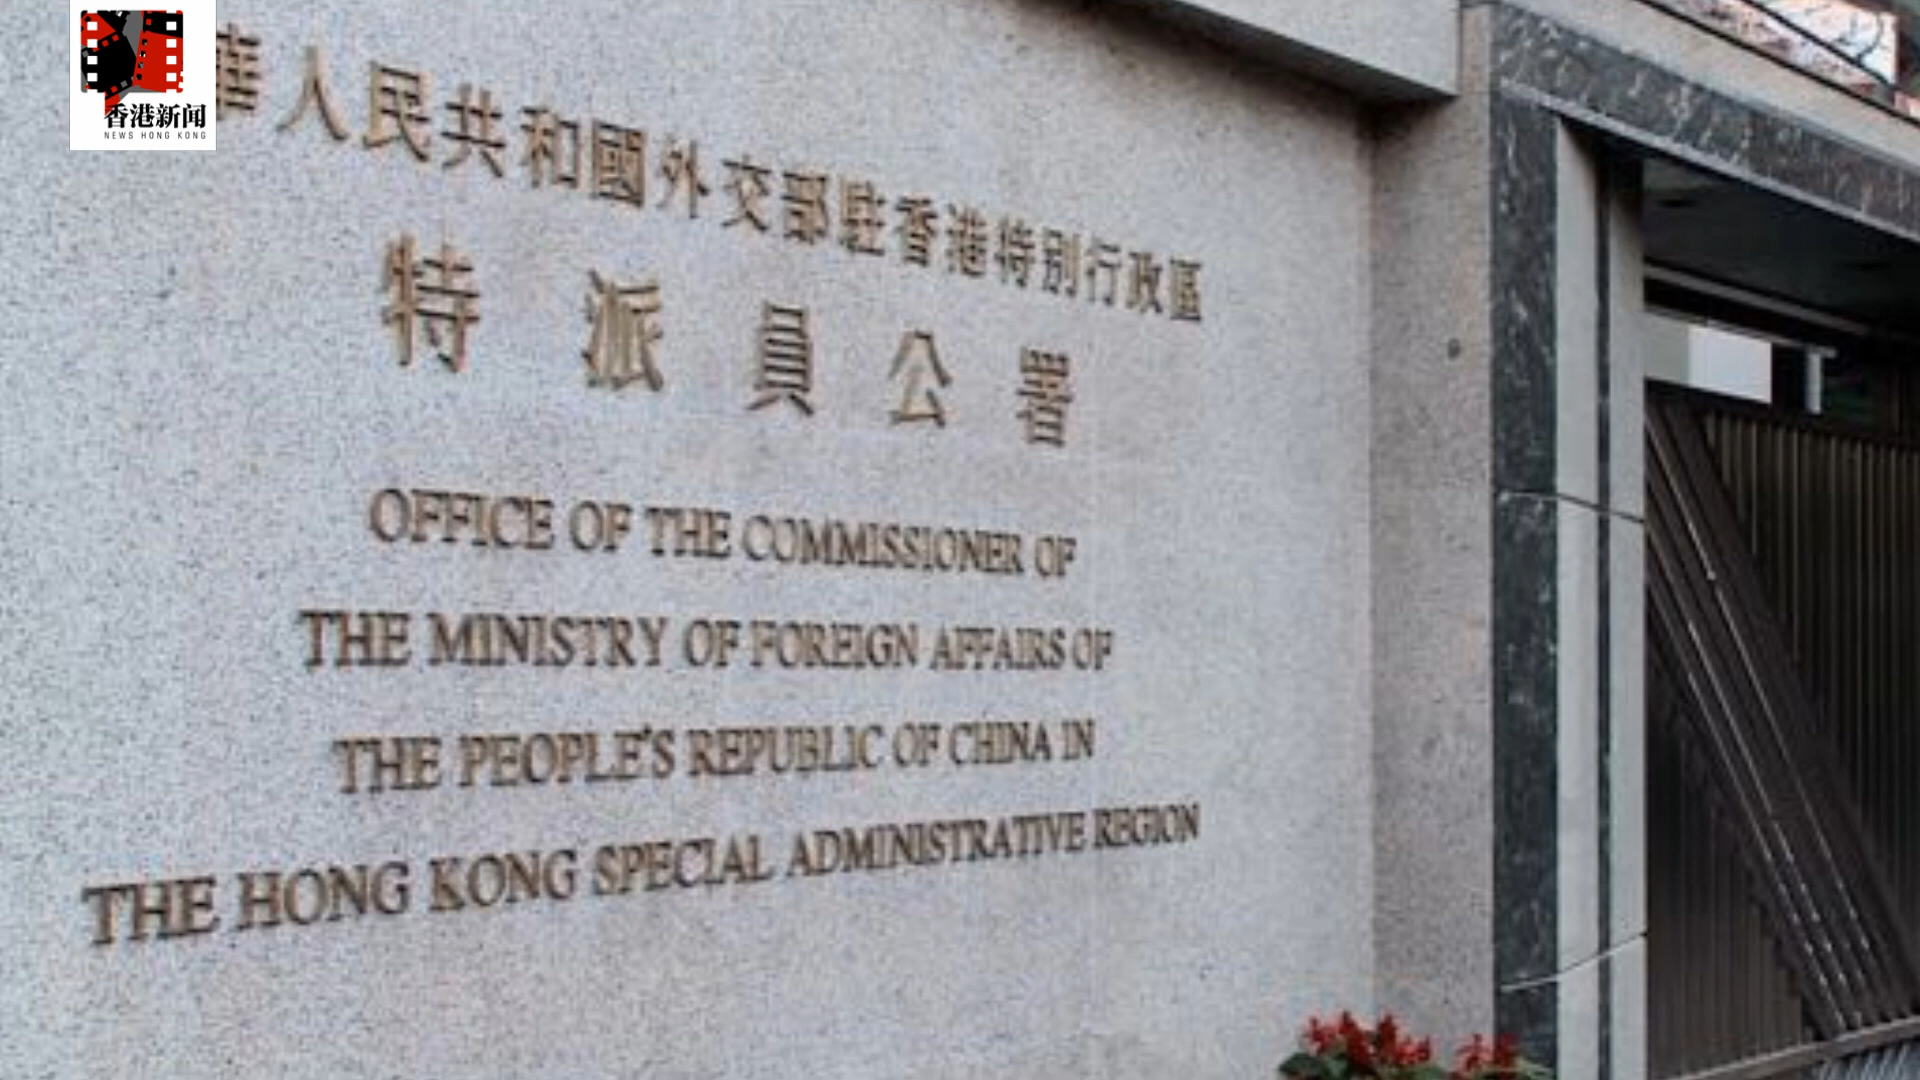 香港新闻
NEWS HONG KONG
華人民共和國外交部駐香港特別行政區
特派員公署
OFFICE OF THE COMMISSIONER OF
THE MINISTRY OF FOREIGN AFFAIRS OF
THE PEOPLE'S REPUBLIC OF CHINA IN
THE HONG KONG SPECIAL ADMINISTRATIVE REGION